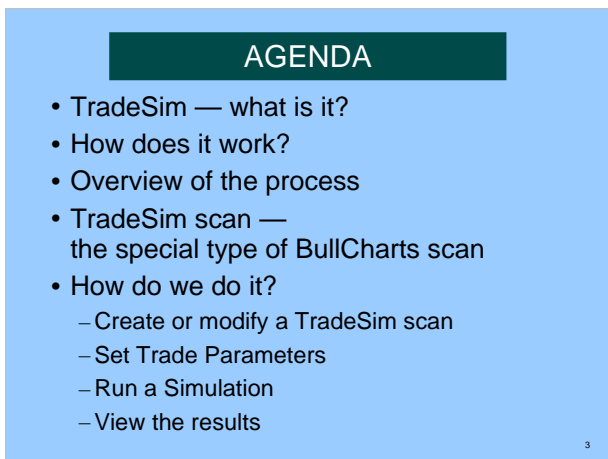 AGENDA
• TradeSim — what is it?
• How does it work?
• Overview of the process
• TradeSim scan —
the special type of BullCharts scan
• How do we do it?
– Create or modify a TradeSim scan
– Set Trade Parameters
– Run a Simulation
– View the results
3